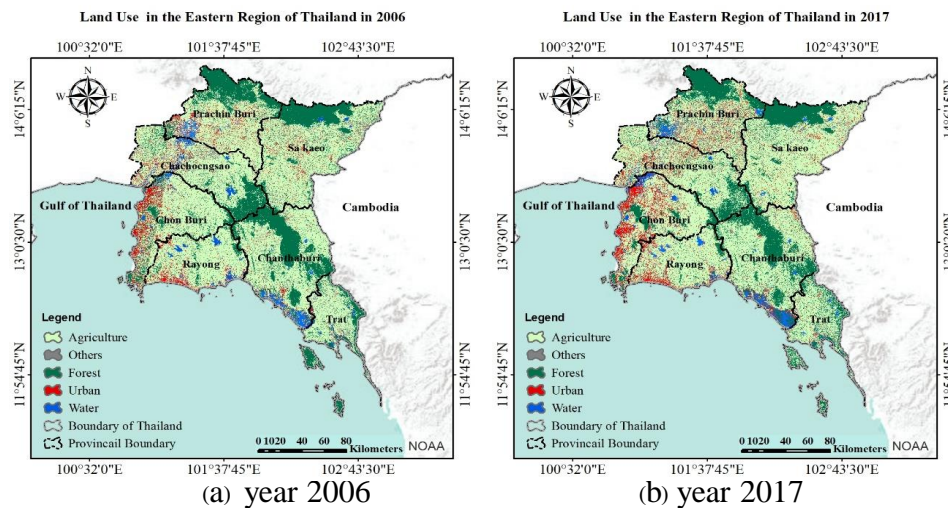 Land Use in the Eastern Region of Thailand in 2006
100°32'0"E 101°37'45"E 102°43'30"E
14°6'15"N
13°0'30"N
11°54'45"N
N
W E
S
Prachin Buri
Sa kaeo
Chachocngsao
Gulf of Thailand
Cambodia
Chon Buri
Rayong
Chanthaburi
Trat
Legend
Agriculture
Others
Forest
Urban
Water
Boundary of Thailand
Provincail Boundary
0 1020 40 60 80
Kilometers
NOAA
100°32'0"E 101°37'45"E 102°43'30"E
(a) year 2006
Land Use in the Eastern Region of Thailand in 2017
100°32'0"E 101°37'45"E 102°43'30"E
14°6'15"N
13°0'30"N
11°54'45"N
N
W E
S
Prachin Buri
Sa kaeo
Chachocngsao
Gulf of Thailand
Cambodia
Chon Buri
Rayong
Chanthaburi
Trat
Legend
Agriculture
Others
Forest
Urban
Water
Boundary of Thailand
Provincail Boundary
0 1020 40 60 80
Kilometers
NOAA
100°32'0"E 101°37'45"E 102°43'30"E
(b) year 2017